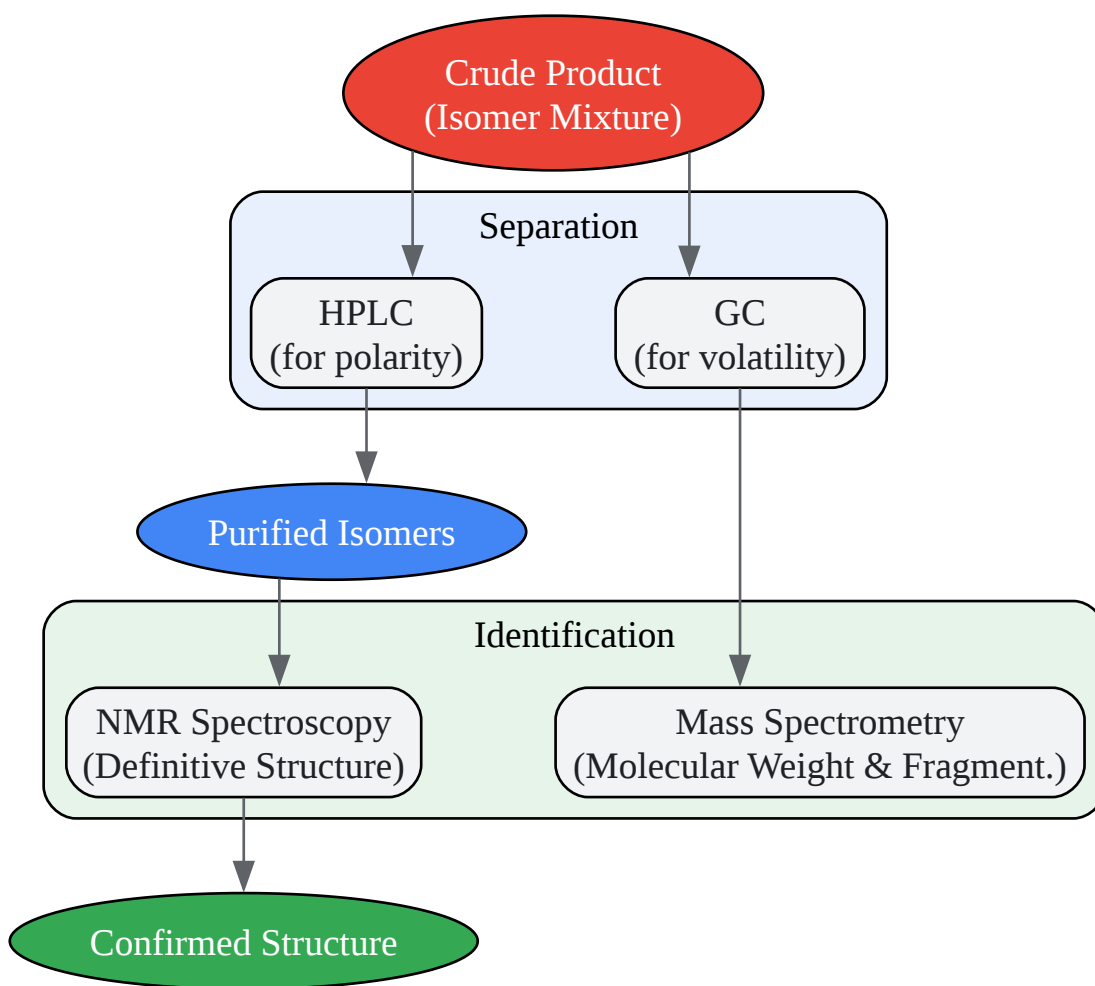 Crude Product
(Isomer Mixture)
Separation
HPLC
(for polarity)
GC
(for volatility)
Purified Isomers
Identification
NMR Spectroscopy
(Definitive Structure)
Mass Spectrometry
(Molecular Weight & Fragment.)
Confirmed Structure